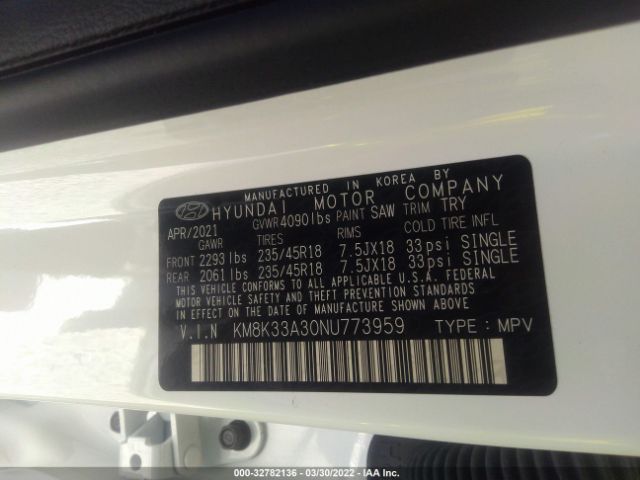 MANUFACTURED IN KOREA BY
HYUNDAI MOTOR COMPANY
APR/2021 GVWR 4090lbs PAINT SAW TRIM TRY
GAWR TIRES RIMS COLD TIRE INFL
FRONT 2293lbs 235/45R18 7.5JX18 33psi SINGLE
REAR 2061lbs 235/45R18 7.5JX18 33psi SINGLE
THIS VEHICLE CONFORMS TO ALL APPLICABLE U.S.A. FEDERAL
MOTOR VEHICLE SAFETY AND THEFT PREVENTION STANDARDS
IN EFFECT ON THE DATE OF MANUFACTURE SHOWN ABOVE.
V.I.N KM8K33A30NU773959 TYPE : MPV
000-32782136 - 03/30/2022 - IAA Inc.